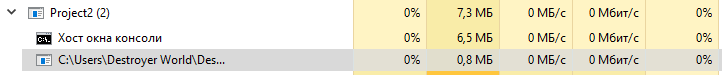 Project2 (2) 0% 7,3 МБ 0 МБ/с 0 Мбит/с 0%
Хост окна консоли 0% 6,5 МБ 0 МБ/с 0 Мбит/с 0%
C:\Users\Destroyer World\Des... 0% 0,8 МБ 0 МБ/с 0 Мбит/с 0%